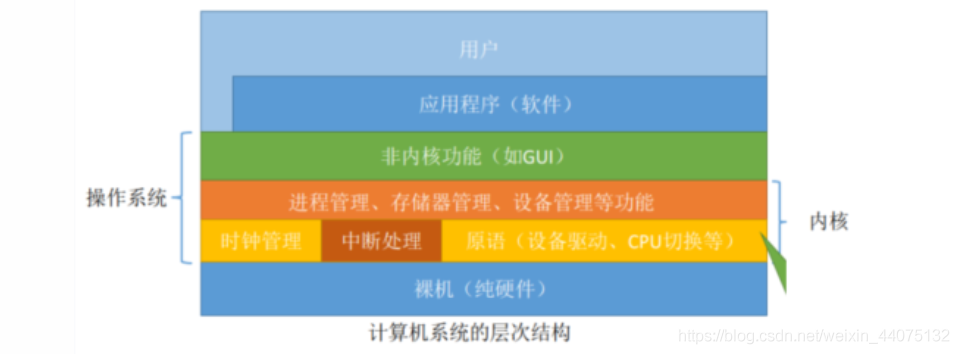 用户
应用程序（软件）
非内核功能（如GUI）
操作系统
进程管理、存储器管理、设备管理等功能
内核
时钟管理 中断处理 原语（设备驱动、CPU切换等）
裸机（纯硬件）
计算机系统的层次结构
https://blog.csdn.net/weixin_44075132